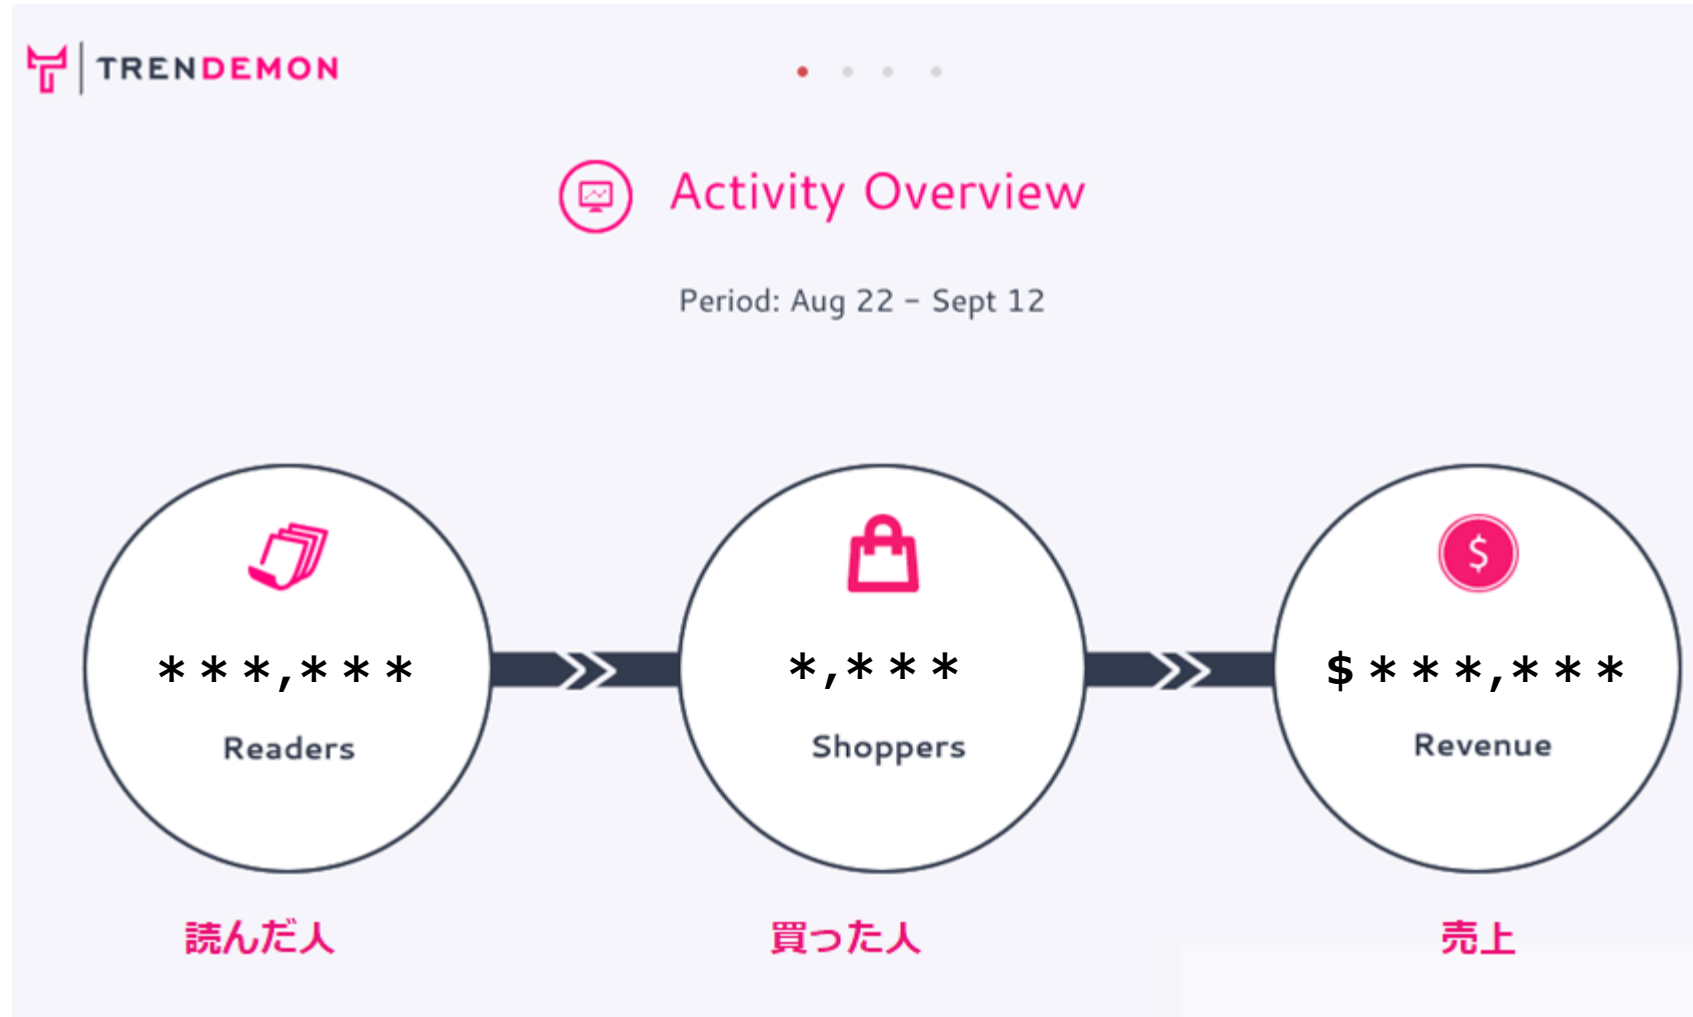 TRENDEMON
Activity Overview
Period: Aug 22 - Sept 12
***,***
*,***
$***,***
Readers
Shoppers
Revenue
読んだ人
買った人
売上